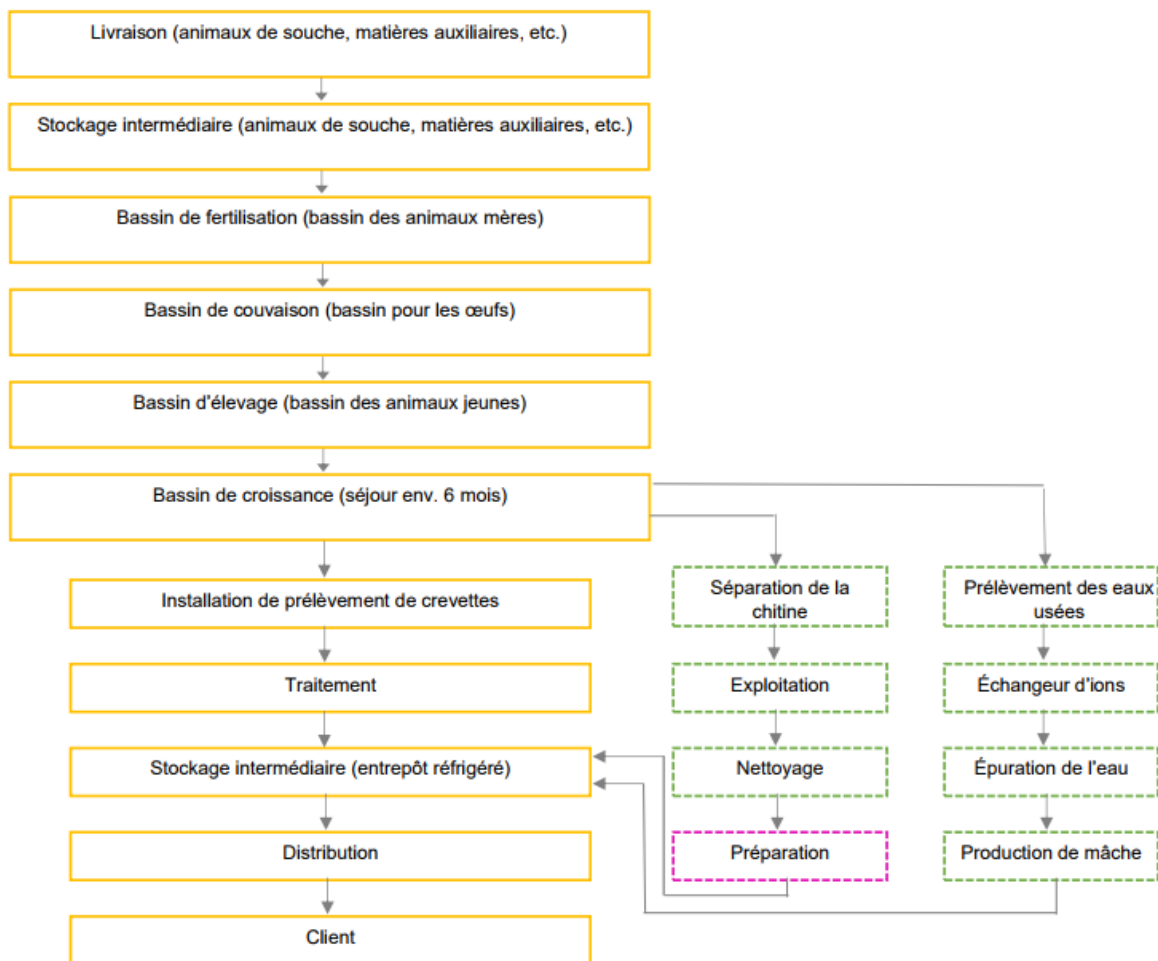 Livraison (animaux de souche, matières auxiliaires, etc.)
Stockage intermédiaire (animaux de souche, matières auxiliaires, etc.)
Bassin de fertilisation (bassin des animaux mères)
Bassin de couvaison (bassin pour les œufs)
Bassin d’élevage (bassin des animaux jeunes)
Bassin de croissance (séjour env. 6 mois)
Installation de prélèvement de crevettes
Traitement
Stockage intermédiaire (entrepôt réfrigéré)
Distribution
Client
Séparation de la
chitine
Exploitation
Nettoyage
Préparation
Prélèvement des eaux
usées
Échangeur d’ions
Épuration de l’eau
Production de mâche